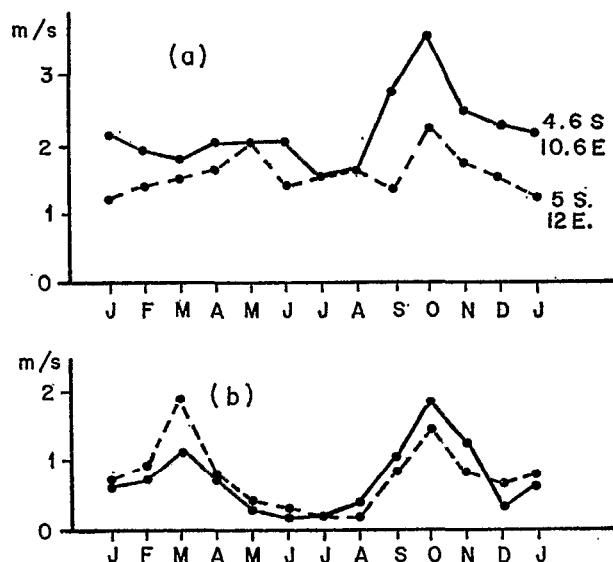 m/s
(a)
3
2
1
0
4.6 S
10.6 E
5 S.
12 E.
J F M A M J J A S O N D J
m/s
(b)
2
1
0
J F M A M J J A S O N D J